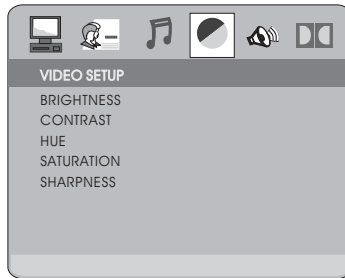 VIDEO SETUP
BRIGHTNESS
CONTRAST
HUE
SATURATION
SHARPNESS